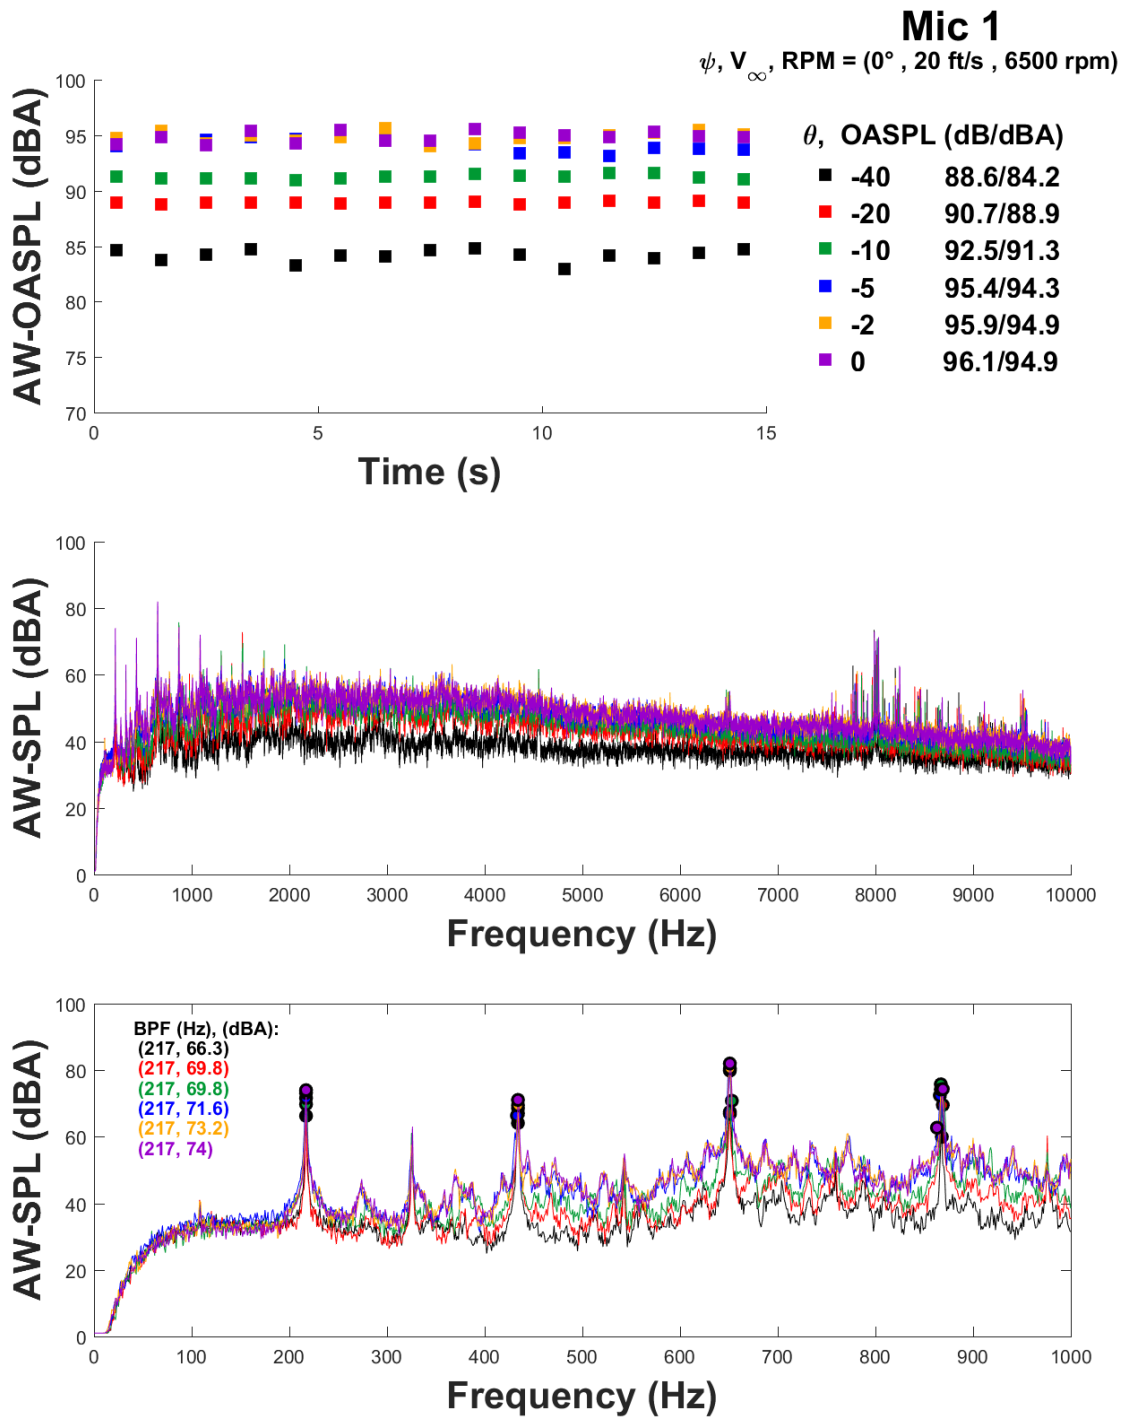 Mic 1
ψ, V∞, RPM = (0° , 20 ft/s , 6500 rpm)
θ, OASPL (dB/dBA)
-40 88.6/84.2
-20 90.7/88.9
-10 92.5/91.3
-5 95.4/94.3
-2 95.9/94.9
0 96.1/94.9
AW-OASPL (dBA)
100
95
90
85
80
75
70
0 5 10 15
Time (s)
AW-SPL (dBA)
100
80
60
40
20
0
0 1000 2000 3000 4000 5000 6000 7000 8000 9000 10000
Frequency (Hz)
AW-SPL (dBA)
100
80
60
40
20
0
BPF (Hz), (dBA):
(217, 66.3)
(217, 69.8)
(217, 69.8)
(217, 71.6)
(217, 73.2)
(217, 74)
0 100 200 300 400 500 600 700 800 900 1000
Frequency (Hz)